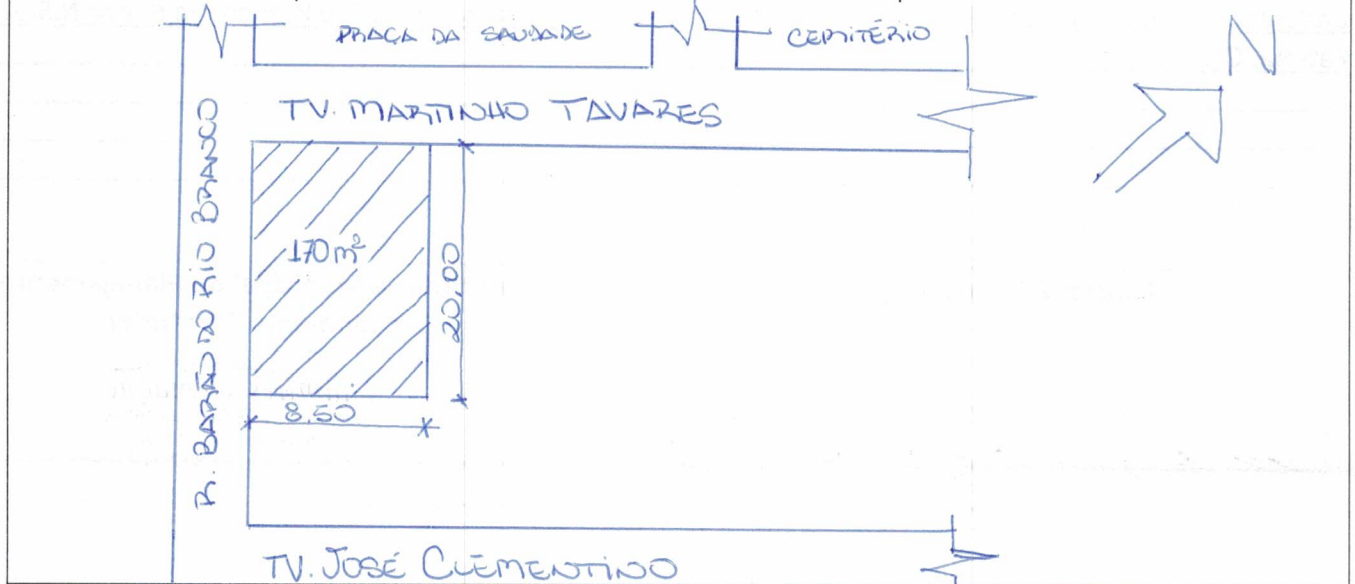 PRAÇA DA SAUDADE
CEMITÉRIO
N
TV. MARTINHO TAVARES
R. BARÃO DO RIO BRANCO
170m²
20,00
8.50
TV. JOSÉ CLEMENTINO